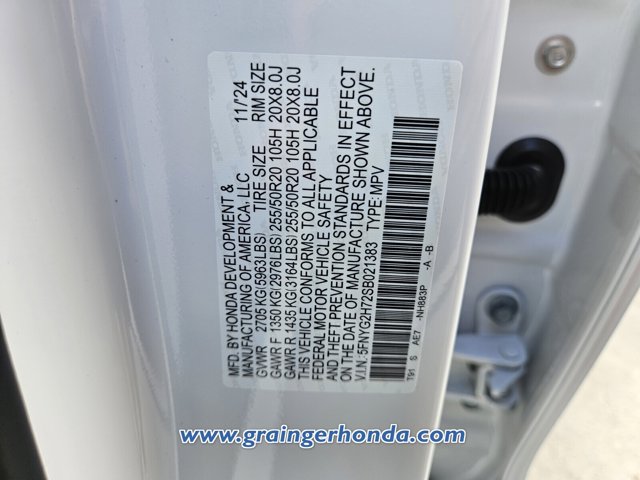 MFD. BY HONDA DEVELOPMENT &
MANUFACTURING OF AMERICA, LLC 11/24
GVWR 2705 KG(5963LBS) TIRE SIZE RIM SIZE
GAWR F 1350 KG(2976LBS) 255/50R20 105H 20X8.0J
GAWR R 1435 KG(3164LBS) 255/50R20 105H 20X8.0J
THIS VEHICLE CONFORMS TO ALL APPLICABLE
FEDERAL MOTOR VEHICLE SAFETY
AND THEFT PREVENTION STANDARDS IN EFFECT
ON THE DATE OF MANUFACTURE SHOWN ABOVE.
V.I.N.: 5FNYG2H72SB021383 TYPE: MPV
T91 S AE7 -NH883P -A -B
HONDA
www.graingerhonda.com